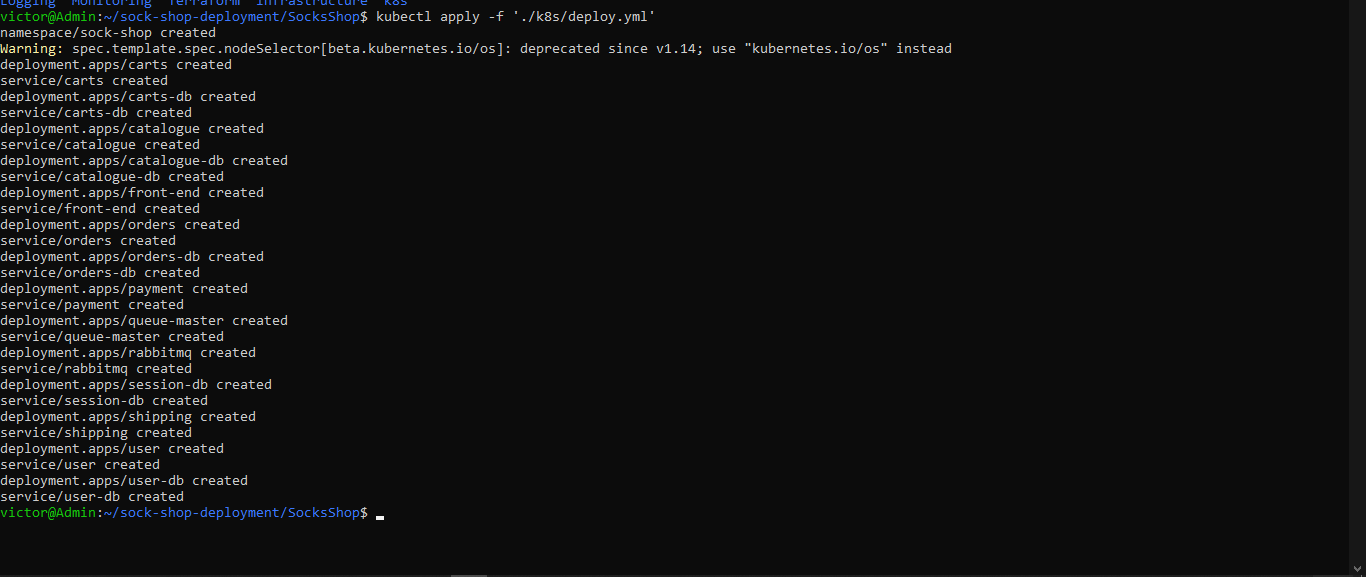 Logging Monitoring Terraform infrastructure k8s
victor@Admin:~/sock-shop-deployment/SocksShop$ kubectl apply -f './k8s/deploy.yml'
namespace/sock-shop created
Warning: spec.template.spec.nodeSelector[beta.kubernetes.io/os]: deprecated since v1.14; use "kubernetes.io/os" instead
deployment.apps/carts created
service/carts created
deployment.apps/carts-db created
service/carts-db created
deployment.apps/catalogue created
service/catalogue created
deployment.apps/catalogue-db created
service/catalogue-db created
deployment.apps/front-end created
service/front-end created
deployment.apps/orders created
service/orders created
deployment.apps/orders-db created
service/orders-db created
deployment.apps/payment created
service/payment created
deployment.apps/queue-master created
service/queue-master created
deployment.apps/rabbitmq created
service/rabbitmq created
deployment.apps/session-db created
service/session-db created
deployment.apps/shipping created
service/shipping created
deployment.apps/user created
service/user created
deployment.apps/user-db created
service/user-db created
victor@Admin:~/sock-shop-deployment/SocksShop$